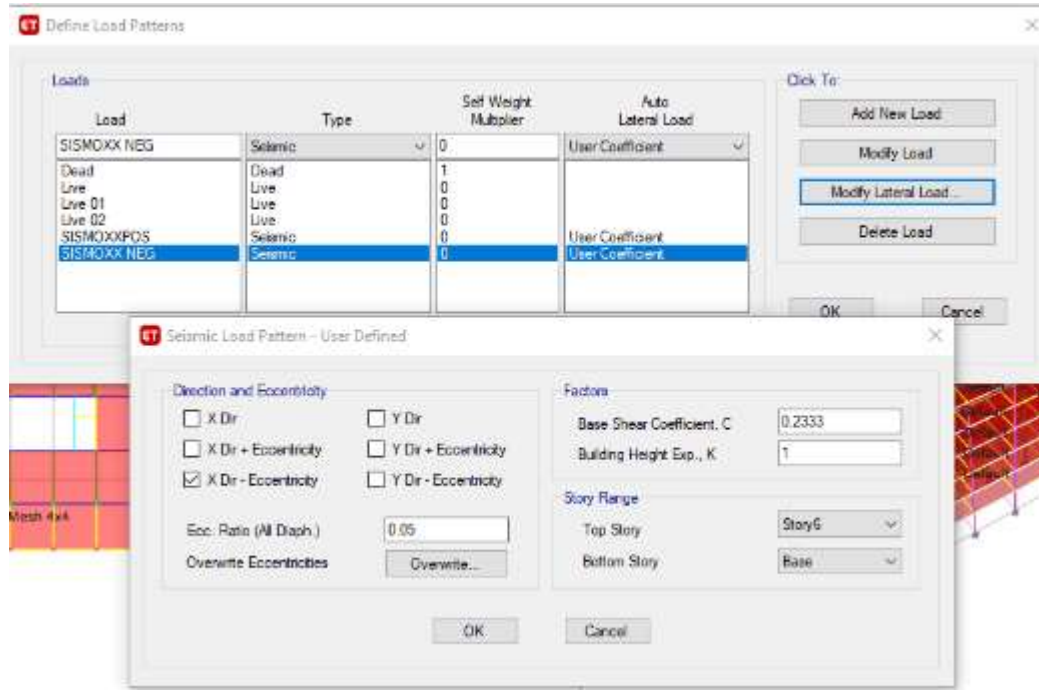 Define Load Patterns
Loads
Click To:
Load Type Self Weight Multiplier Auto Lateral Load
SISMOXX NEG Seismic 0 User Coefficient
Dead Dead 1
Live Live 0
Live 01 Live 0
Live 02 Live 0
SISMOXXPOS Seismic 0 User Coefficient
SISMOXX NEG Seismic 0 User Coefficient
Add New Load
Modify Load
Modify Lateral Load...
Delete Load
OK Cancel
Seismic Load Pattern - User Defined
Direction and Eccentricity
X Dir Y Dir
X Dir + Eccentricity Y Dir + Eccentricity
X Dir - Eccentricity Y Dir - Eccentricity
Ecc. Ratio (All Diaph.) 0.05
Overwrite Eccentricities Overwrite...
Factors
Base Shear Coefficient, C 0.2333
Building Height Exp., K 1
Story Range
Top Story Story6
Bottom Story Base
OK Cancel
Mesh 4x4